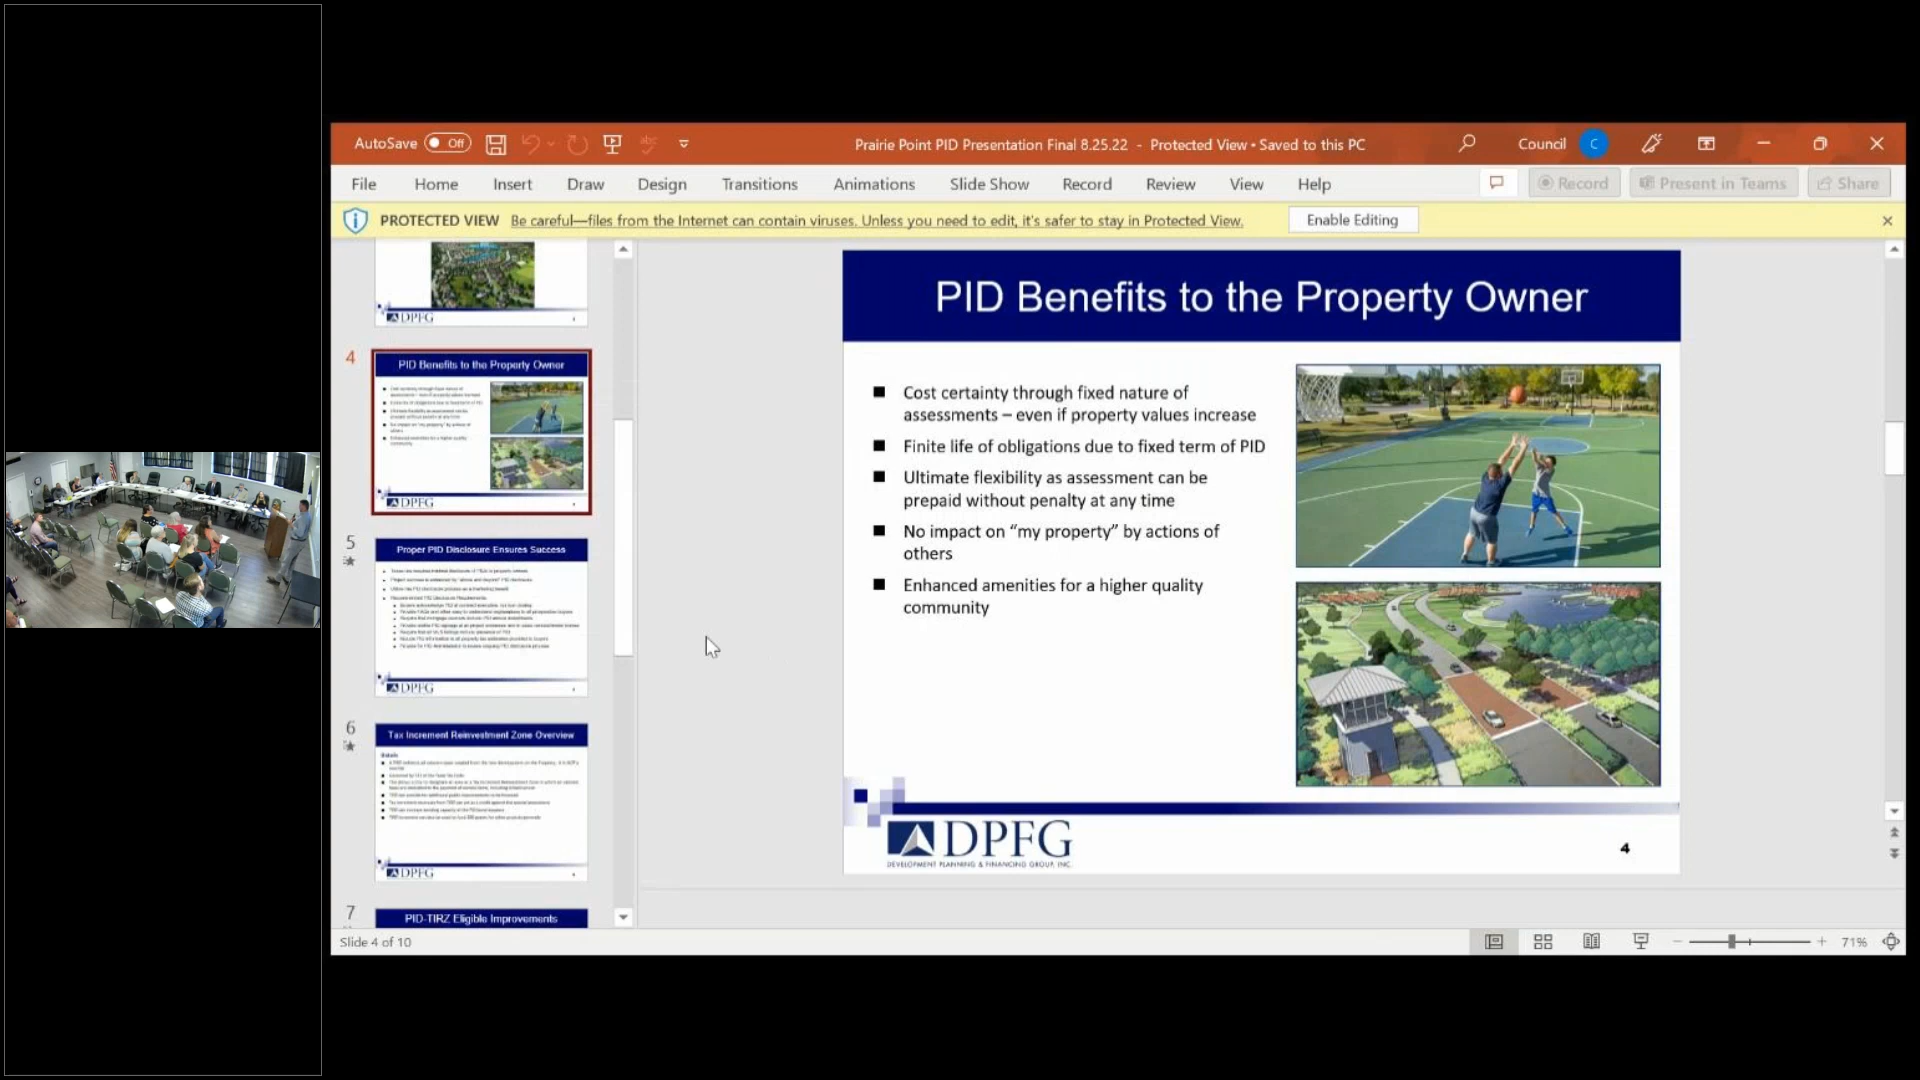 AutoSave Off
Prairie Point PID Presentation Final 8.25.22 - Protected View • Saved to this PC
Council C
File Home Insert Draw Design Transitions Animations Slide Show Record Review View Help
Record Present in Teams Share
PROTECTED VIEW Be careful—files from the Internet can contain viruses. Unless you need to edit, it's safer to stay in Protected View. Enable Editing
DPFG
4
PID Benefits to the Property Owner
DPFG
5
Proper PID Disclosure Ensures Success
DPFG
6
Tax Increment Reinvestment Zone Overview
DPFG
7
PID-TIRZ Eligible Improvements
PID Benefits to the Property Owner
Cost certainty through fixed nature of
assessments – even if property values increase
Finite life of obligations due to fixed term of PID
Ultimate flexibility as assessment can be
prepaid without penalty at any time
No impact on “my property” by actions of
others
Enhanced amenities for a higher quality
community
DPFG
DEVELOPMENT PLANNING & FINANCING GROUP, INC.
4
Slide 4 of 10
71%